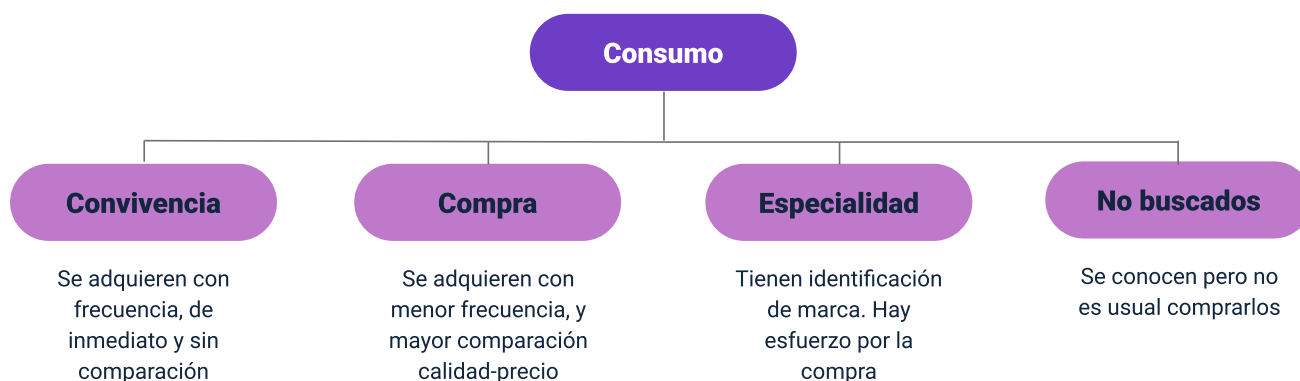 Consumo
Convivencia
Se adquieren con
frecuencia, de
inmediato y sin
comparación
Compra
Se adquieren con
menor frecuencia, y
mayor comparación
calidad-precio
Especialidad
Tienen identificación
de marca. Hay
esfuerzo por la
compra
No buscados
Se conocen pero no
es usual comprarlos